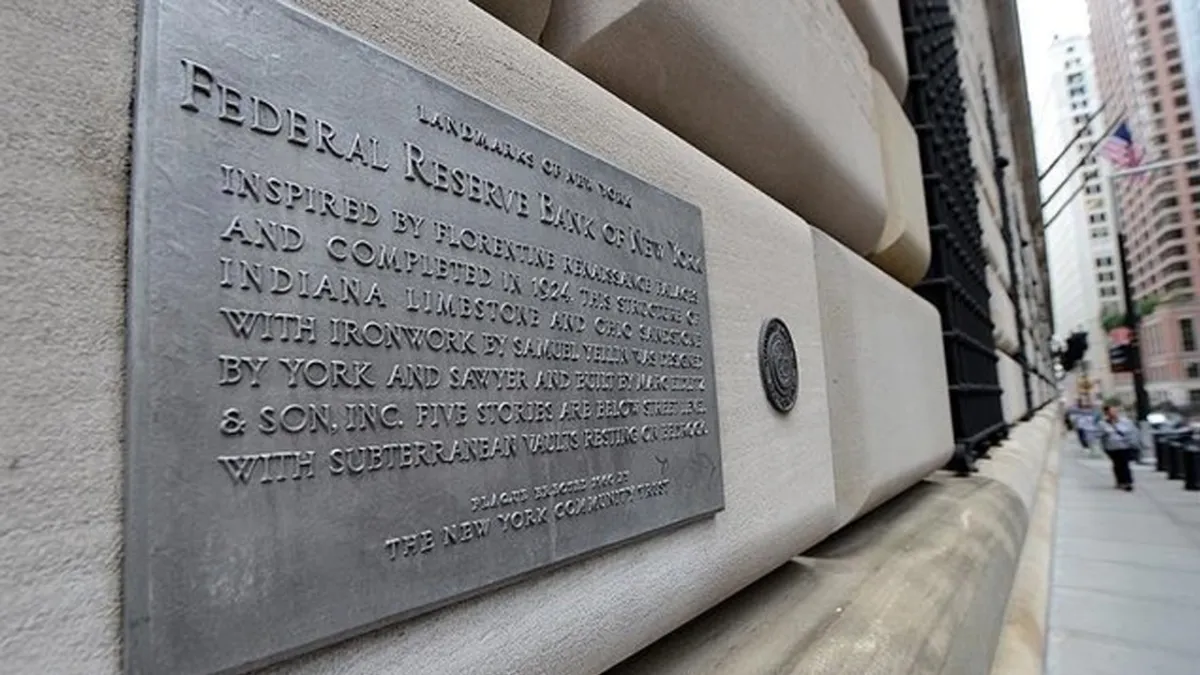 LANDMARKS OF NEW YORK
FEDERAL RESERVE BANK OF NEW YORK
INSPIRED BY FLORENTINE RENAISSANCE PALACES
AND COMPLETED IN 1924, THIS STRUCTURE OF
INDIANA LIMESTONE AND OHIO SANDSTONE
WITH IRONWORK BY SAMUEL YELLIN WAS DESIGNED
BY YORK AND SAWYER AND BUILT BY MARC EIDLITZ
& SON, INC. FIVE STORIES ARE BELOW STREET LEVEL
WITH SUBTERRANEAN VAULTS RESTING ON BEDROCK.
PLAQUE ERECTED BY
THE NEW YORK COMMUNITY TRUST